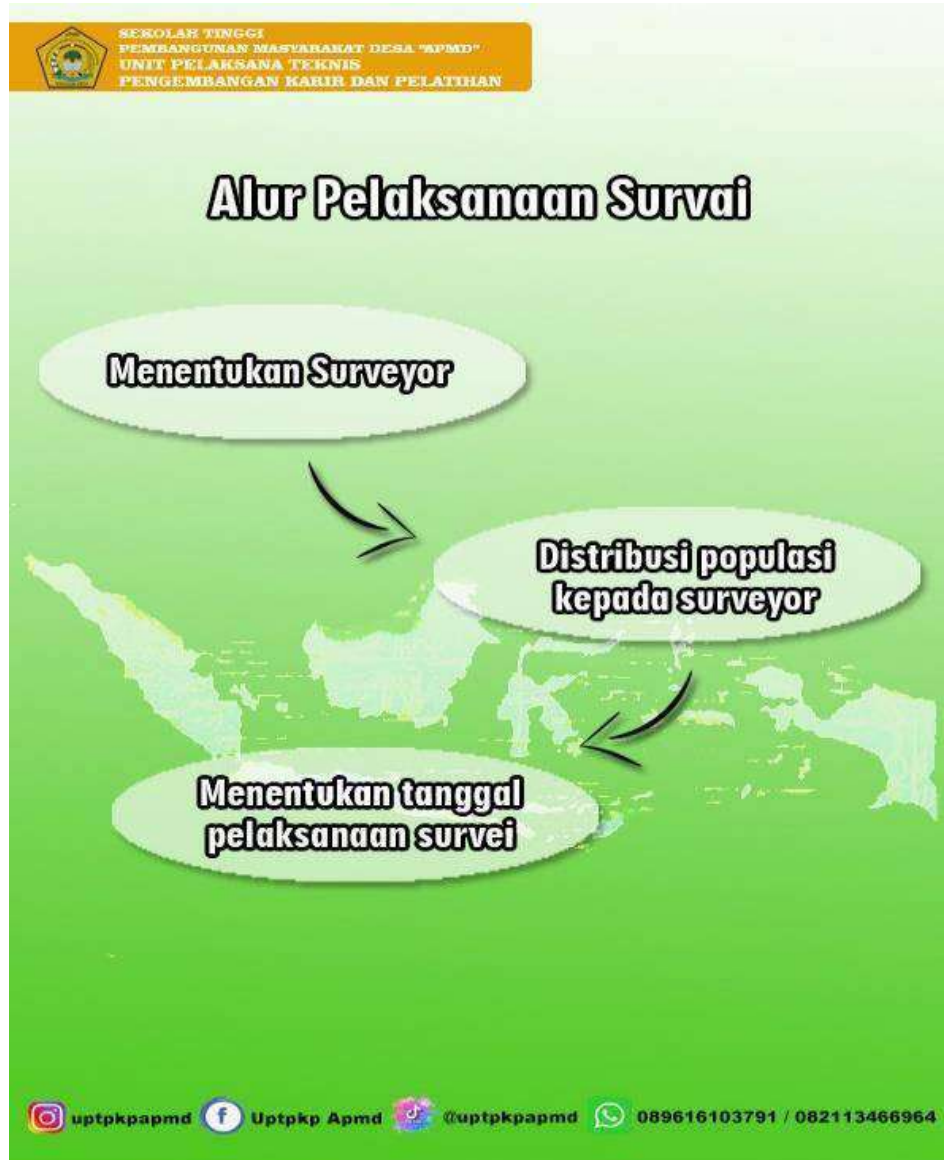 SEKOLAH TINGGI
PEMBANGUNAN MASYARAKAT DESA "APMD"
UNIT PELAKSANA TEKNIS
PENGEMBANGAN KARIR DAN PELATIHAN
Alur Pelaksanaan Survai
Menentukan Surveyor
Distribusi populasi
kepada surveyor
Menentukan tanggal
pelaksanaan survei
uptpkpapmd Uptpkp Apmd @uptpkpapmd 089616103791 / 082113466964